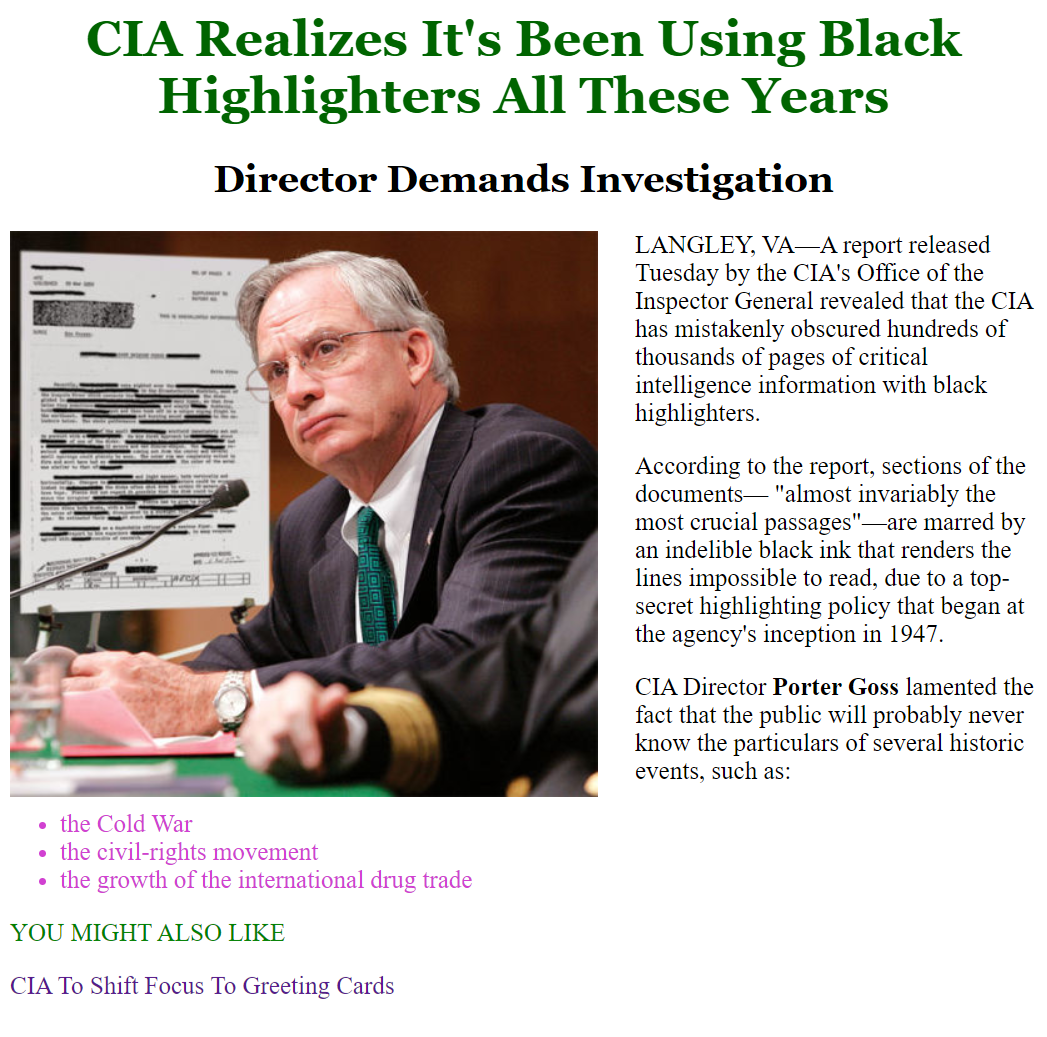 CIA Realizes It's Been Using Black
Highlighters All These Years
Director Demands Investigation
LANGLEY, VA—A report released
Tuesday by the CIA's Office of the
Inspector General revealed that the CIA
has mistakenly obscured hundreds of
thousands of pages of critical
intelligence information with black
highlighters.
According to the report, sections of the
documents— "almost invariably the
most crucial passages"—are marred by
an indelible black ink that renders the
lines impossible to read, due to a top-
secret highlighting policy that began at
the agency's inception in 1947.
CIA Director Porter Goss lamented the
fact that the public will probably never
know the particulars of several historic
events, such as:
• the Cold War
• the civil-rights movement
• the growth of the international drug trade
YOU MIGHT ALSO LIKE
CIA To Shift Focus To Greeting Cards